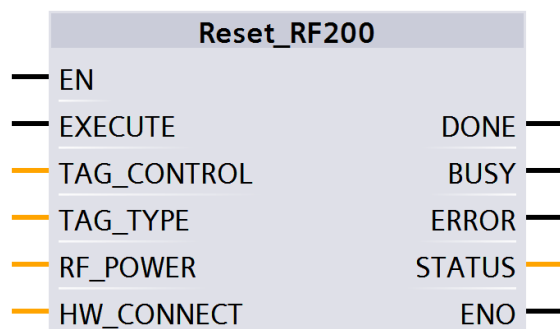 Reset_RF200
EN
EXECUTE DONE
TAG_CONTROL BUSY
TAG_TYPE ERROR
RF_POWER STATUS
HW_CONNECT ENO